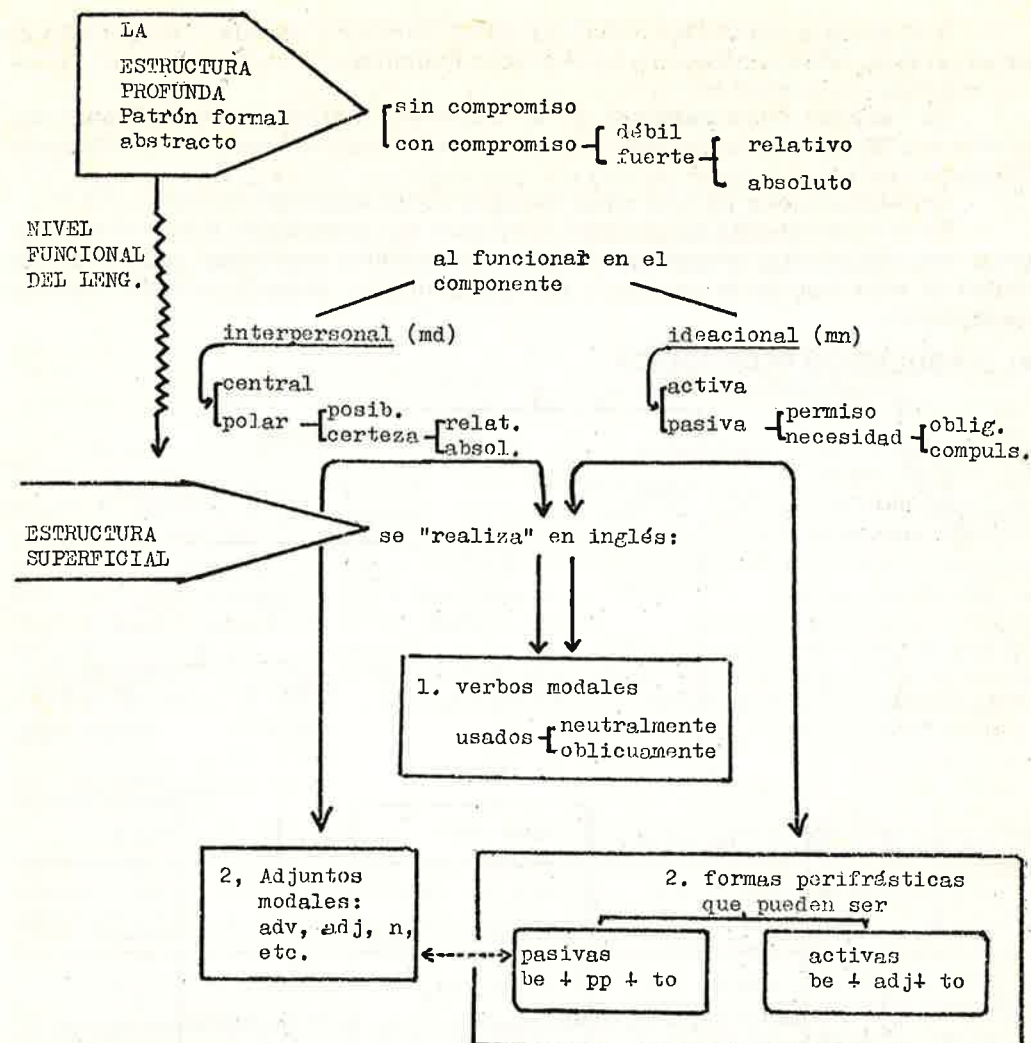 LA
ESTRUCTURA
PROFUNDA
Patrón formal
abstracto
sin compromiso
con compromiso
débil
fuerte
relativo
absoluto
NIVEL
FUNCIONAL
DEL LENG.
al funcionar en el
componente
interpersonal (md)
central
polar
posib.
certeza
relat.
absol.
ideacional (mn)
activa
pasiva
permiso
necesidad
oblig.
compuls.
ESTRUCTURA
SUPERFICIAL
se "realiza" en inglés:
1. verbos modales
usados
neutralmente
oblicuamente
2, Adjuntos
modales:
adv, adj, n,
etc.
2. formas perifrásticas
que pueden ser
pasivas
be + pp + to
activas
be + adj+ to